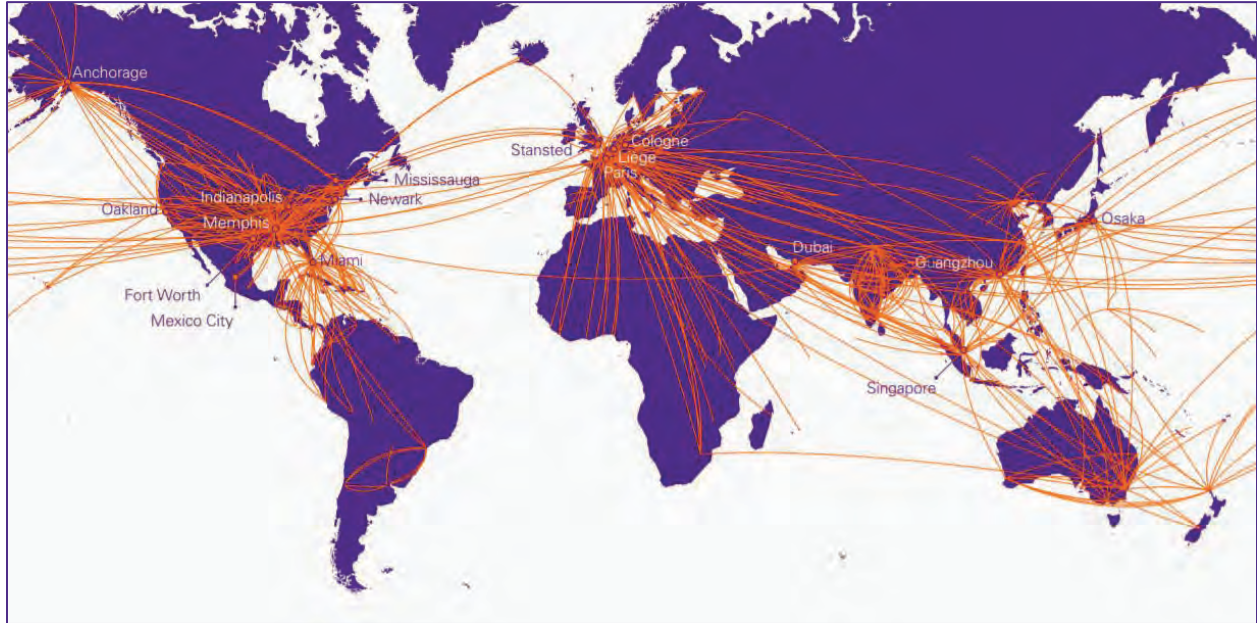 Anchorage
Stansted
Cologne
Liege
Paris
Mississauga
Indianapolis
Newark
Oakland
Memphis
Osaka
Dubai
Miami
Guangzhou
Fort Worth
Mexico City
Singapore